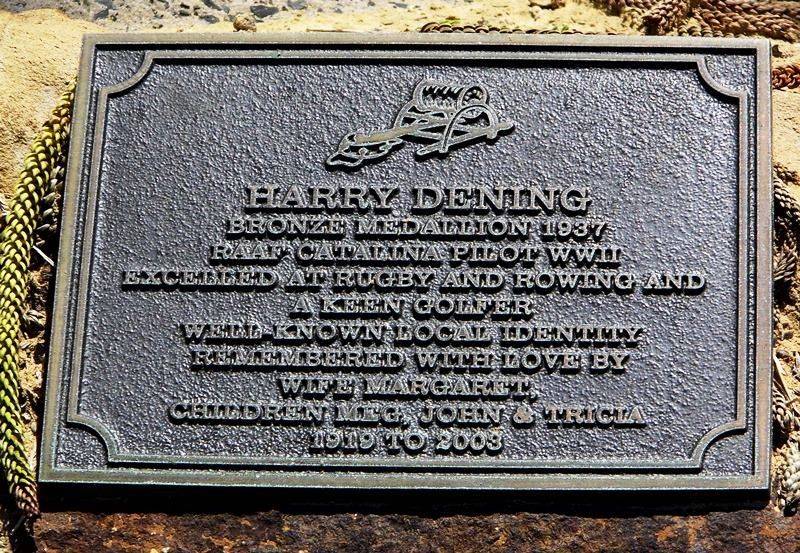 HARRY DENING
BRONZE MEDALLION 1937
RAAF CATALINA PILOT WWII
EXCELLED AT RUGBY AND ROWING AND
A KEEN GOLFER
WELL-KNOWN LOCAL IDENTITY
REMEMBERED WITH LOVE BY
WIFE MARGARET,
CHILDREN MEG, JOHN & TRICIA
1919 TO 2003